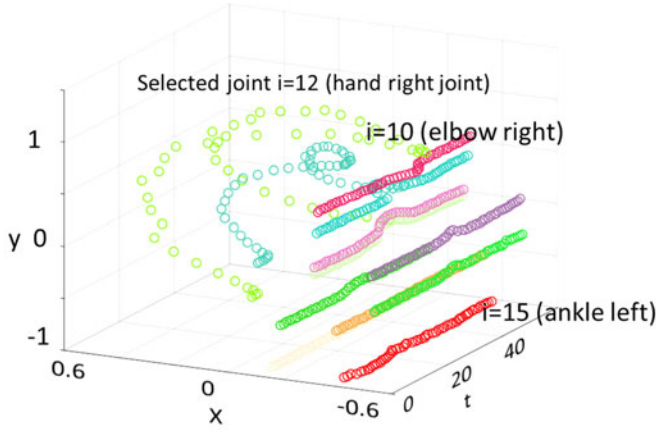 Selected joint i=12 (hand right joint)
i=10 (elbow right)
1
y 0
-1
i=15 (ankle left)
0.6
0
-0.6
X
0
20
40
t